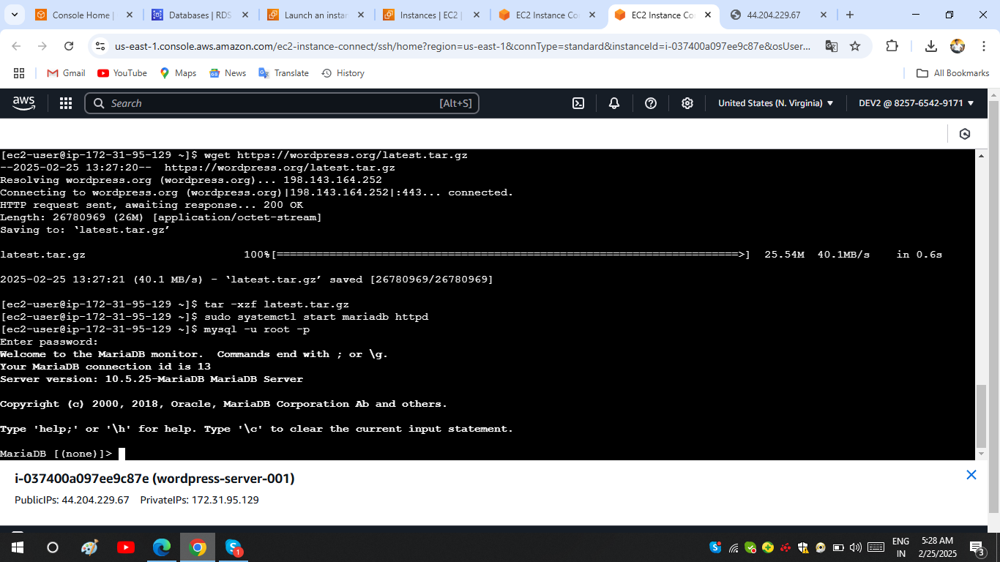 Console Home |
Databases | RDS
Launch an instan
Instances | EC2 |
EC2 Instance Co
EC2 Instance Co
44.204.229.67
us-east-1.console.aws.amazon.com/ec2-instance-connect/ssh/home?region=us-east-1&connType=standard&instanceId=i-037400a097ee9c87e&osUser...
Gmail
YouTube
Maps
News
Translate
History
All Bookmarks
aws
Search
[Alt+S]
United States (N. Virginia)
DEV2 @ 8257-6542-9171
[ec2-user@ip-172-31-95-129 ~]$ wget https://wordpress.org/latest.tar.gz
--2025-02-25 13:27:20--  https://wordpress.org/latest.tar.gz
Resolving wordpress.org (wordpress.org)... 198.143.164.252
Connecting to wordpress.org (wordpress.org)|198.143.164.252|:443... connected.
HTTP request sent, awaiting response... 200 OK
Length: 26780969 (26M) [application/octet-stream]
Saving to: ‘latest.tar.gz’
latest.tar.gz 100%[======================================================================>] 25.54M 40.1MB/s in 0.6s
2025-02-25 13:27:21 (40.1 MB/s) - ‘latest.tar.gz’ saved [26780969/26780969]
[ec2-user@ip-172-31-95-129 ~]$ tar -xzf latest.tar.gz
[ec2-user@ip-172-31-95-129 ~]$ sudo systemctl start mariadb httpd
[ec2-user@ip-172-31-95-129 ~]$ mysql -u root -p
Enter password:
Welcome to the MariaDB monitor.  Commands end with ; or \g.
Your MariaDB connection id is 13
Server version: 10.5.25-MariaDB MariaDB Server
Copyright (c) 2000, 2018, Oracle, MariaDB Corporation Ab and others.
Type 'help;' or '\h' for help. Type '\c' to clear the current input statement.
MariaDB [(none)]>
i-037400a097ee9c87e (wordpress-server-001)
PublicIPs: 44.204.229.67 PrivateIPs: 172.31.95.129
1
ENG
IN
5:28 AM
2/25/2025
3